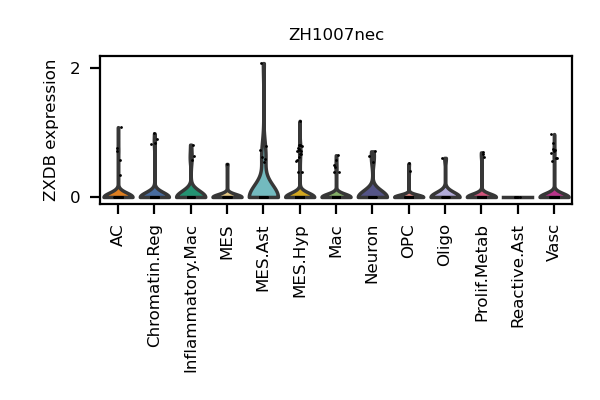 ZH1007nec
ZXDB expression
2
0
AC
Chromatin.Reg
Inflammatory.Mac
MES
MES.Ast
MES.Hyp
Mac
Neuron
OPC
Oligo
Prolif.Metab
Reactive.Ast
Vasc